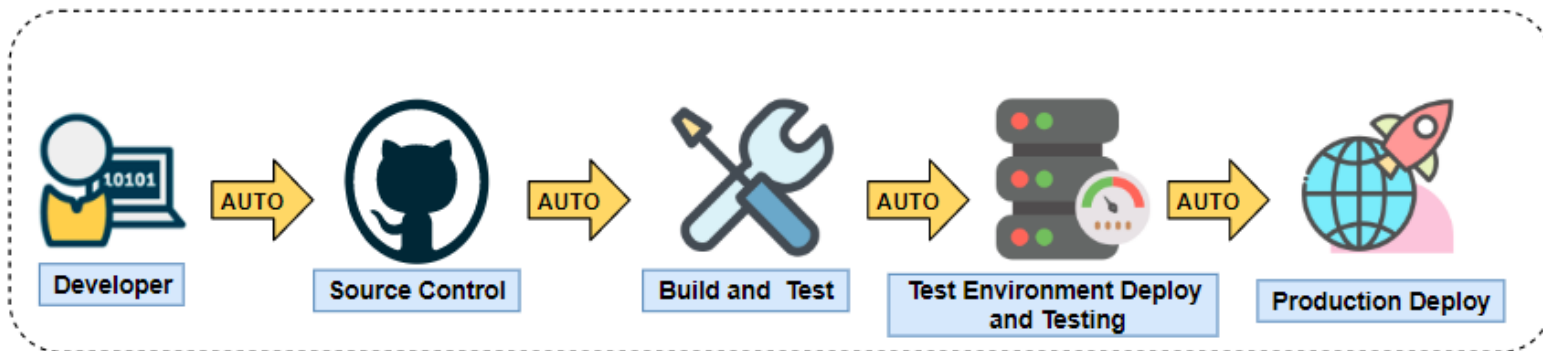 10101
AUTO
AUTO
AUTO
AUTO
Developer
Source Control
Build and  Test
Test Environment Deploy
and Testing
Production Deploy